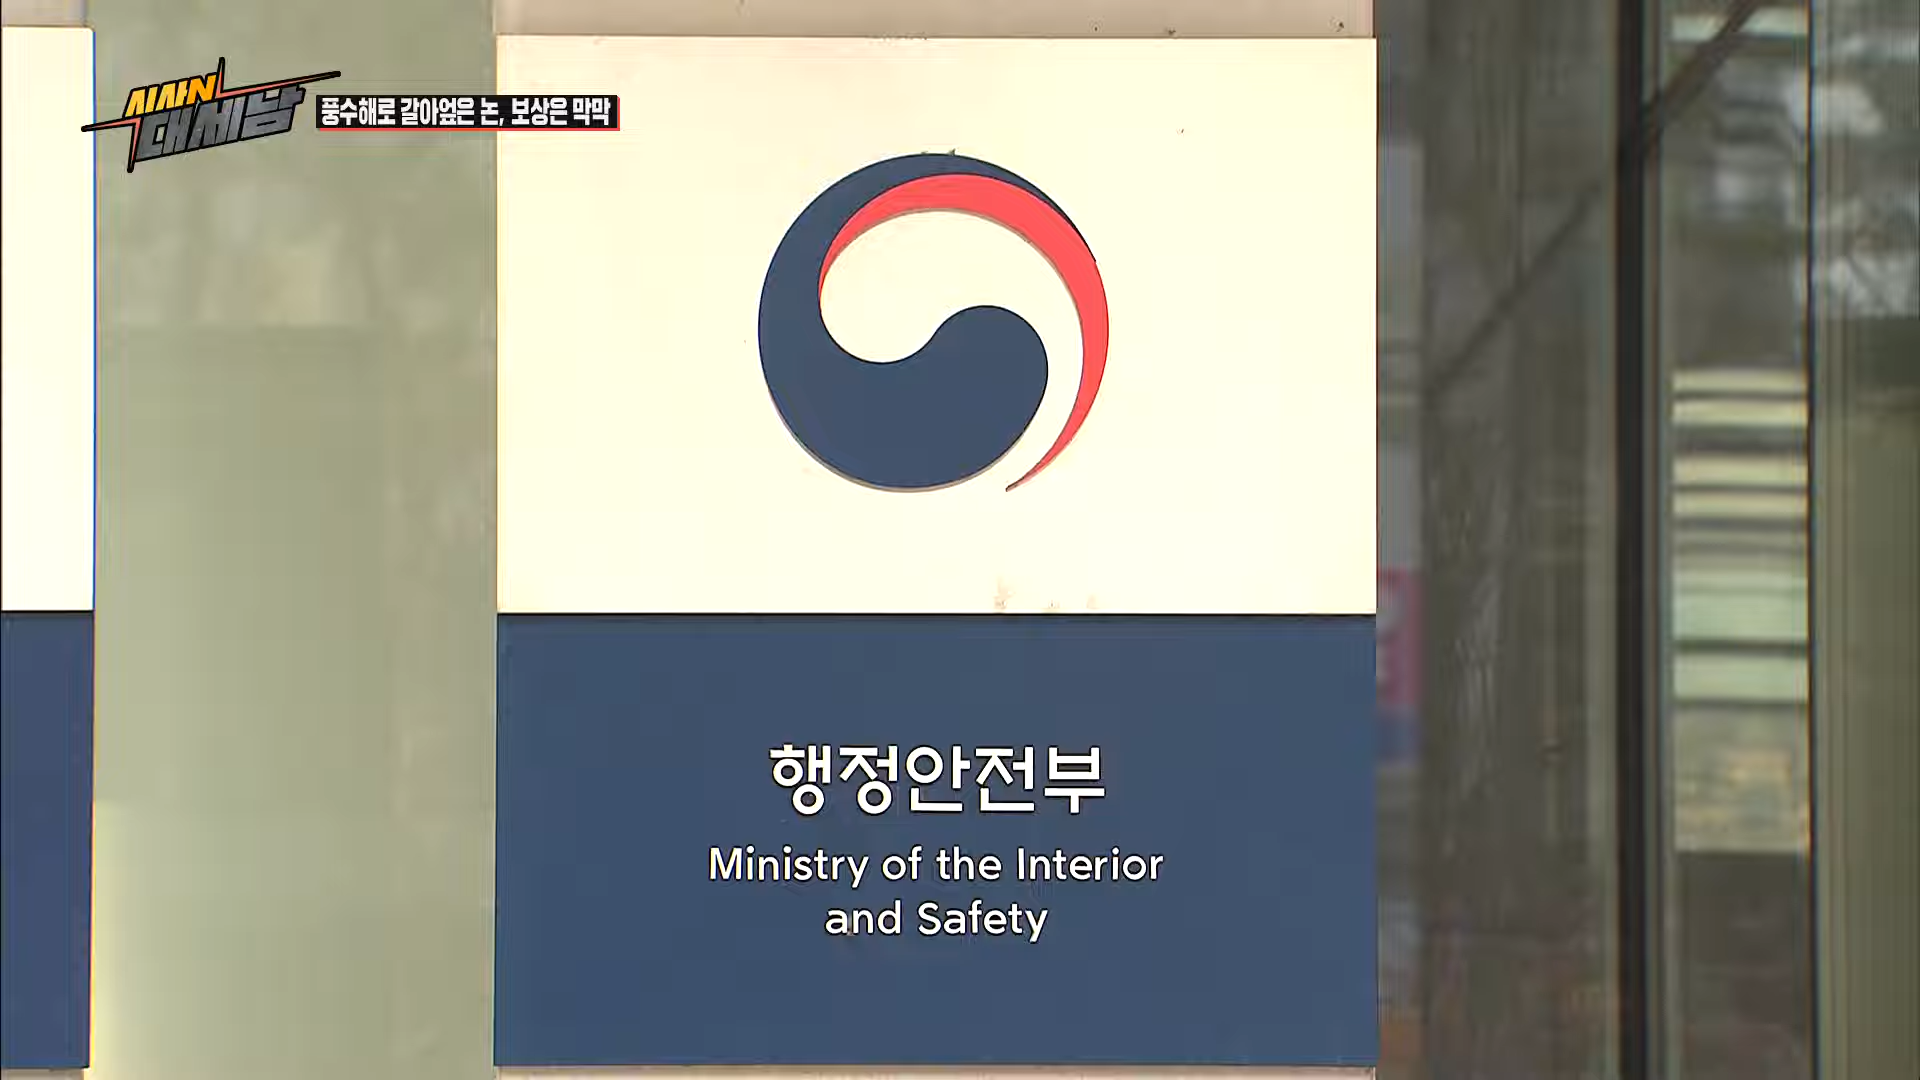 시사N
대세남
풍수해로 갈아엎은 논, 보상은 막막
행정안전부
Ministry of the Interior
and Safety